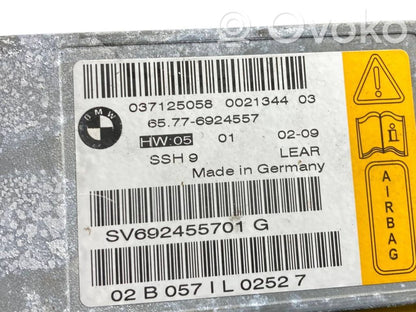 Ovoko
BMW
037125058 0021344 03
65.77-6924557
HW:05 01 02-09
SSH 9 LEAR
Made in Germany
SV692455701 G
02 B 057 I L 0252 7
AIRBAG